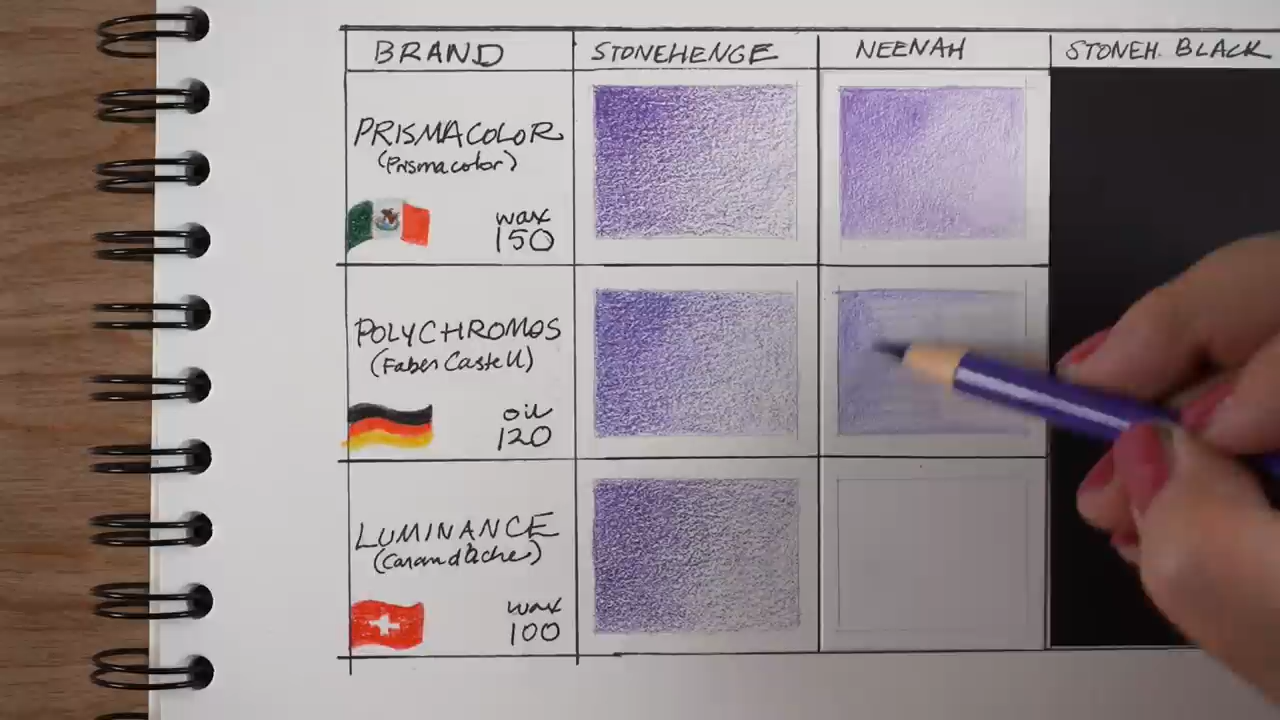 BRAND STONEHENGE NEENAH STONEH. BLACK
PRISMACOLOR
(Prismacolor)
wax
150
POLYCHROMOS
(Faber Castell)
oil
120
LUMINANCE
(Caran d'Ache)
wax
100